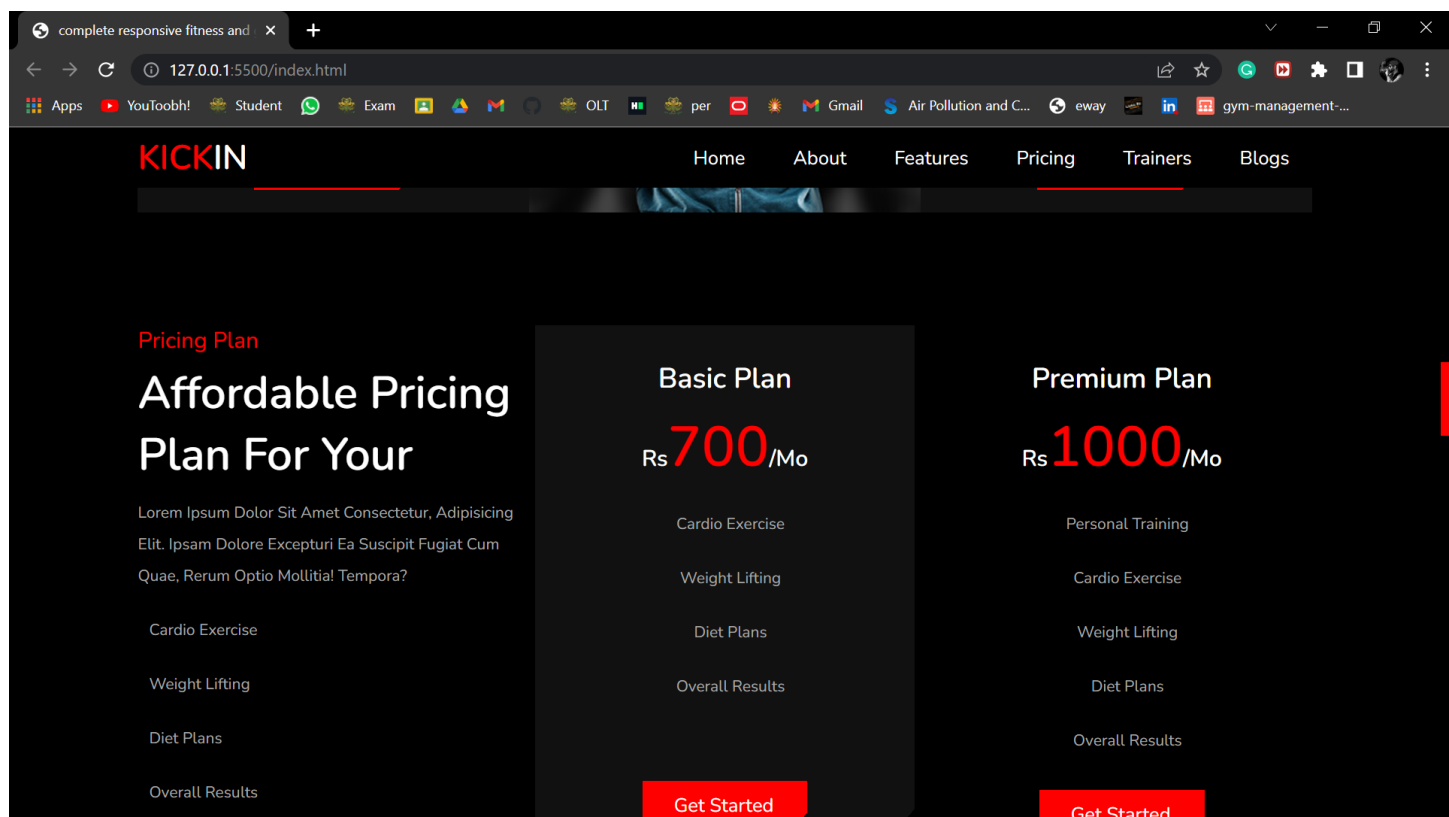 complete responsive fitness and
127.0.0.1:5500/index.html
Apps YouToobh! Student Exam OLT per Gmail Air Pollution and C... eway gym-management-...
KICKIN Home About Features Pricing Trainers Blogs
Pricing Plan
Affordable Pricing
Plan For Your
Lorem Ipsum Dolor Sit Amet Consectetur, Adipisicing
Elit. Ipsam Dolore Excepturi Ea Suscipit Fugiat Cum
Quae, Rerum Optio Mollitia! Tempora?
Cardio Exercise
Weight Lifting
Diet Plans
Overall Results
Basic Plan
Rs700/Mo
Cardio Exercise
Weight Lifting
Diet Plans
Overall Results
Get Started
Premium Plan
Rs1000/Mo
Personal Training
Cardio Exercise
Weight Lifting
Diet Plans
Overall Results
Get Started